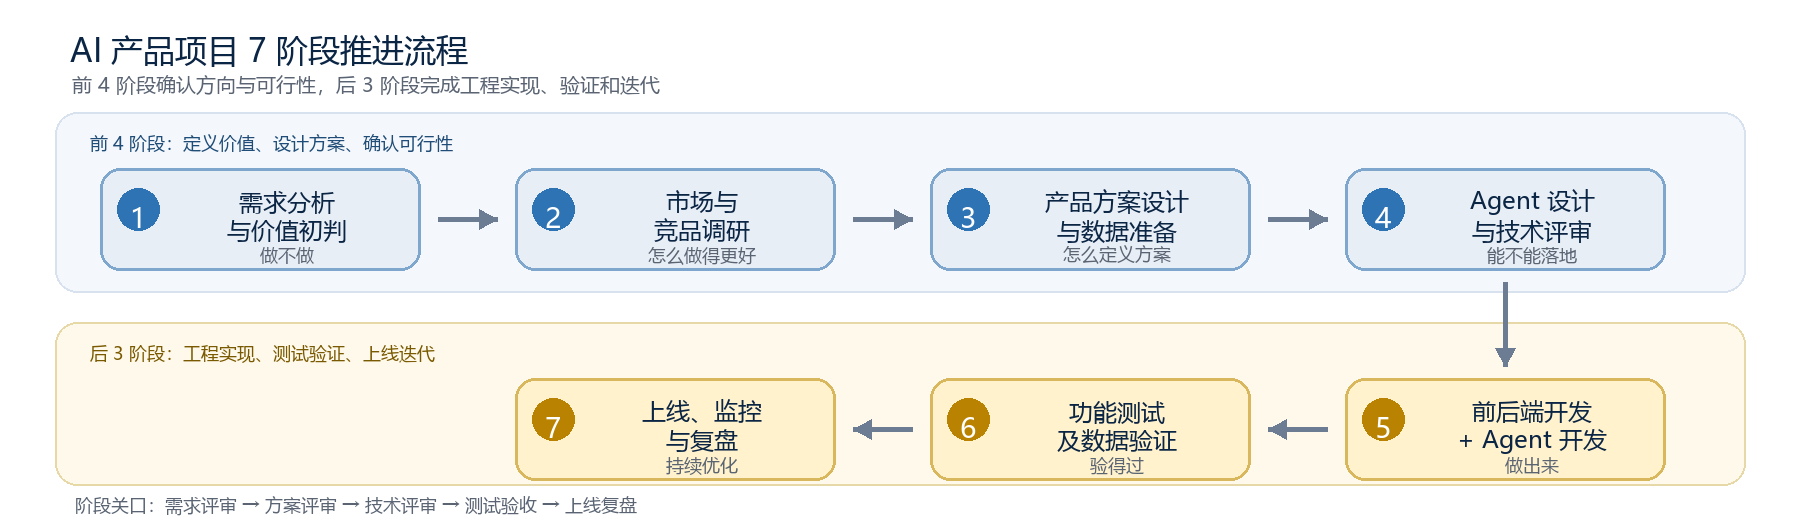 AI 产品项目 7 阶段推进流程
前 4 阶段确认方向与可行性，后 3 阶段完成工程实现、验证和迭代
前 4 阶段：定义价值、设计方案、确认可行性
1
需求分析
与价值初判
做不做
2
市场与
竞品调研
怎么做得更好
3
产品方案设计
与数据准备
怎么定义方案
4
Agent 设计
与技术评审
能不能落地
后 3 阶段：工程实现、测试验证、上线迭代
5
前后端开发
+ Agent 开发
做出来
6
功能测试
及数据验证
验得过
7
上线、监控
与复盘
持续优化
阶段关口：需求评审 → 方案评审 → 技术评审 → 测试验收 → 上线复盘